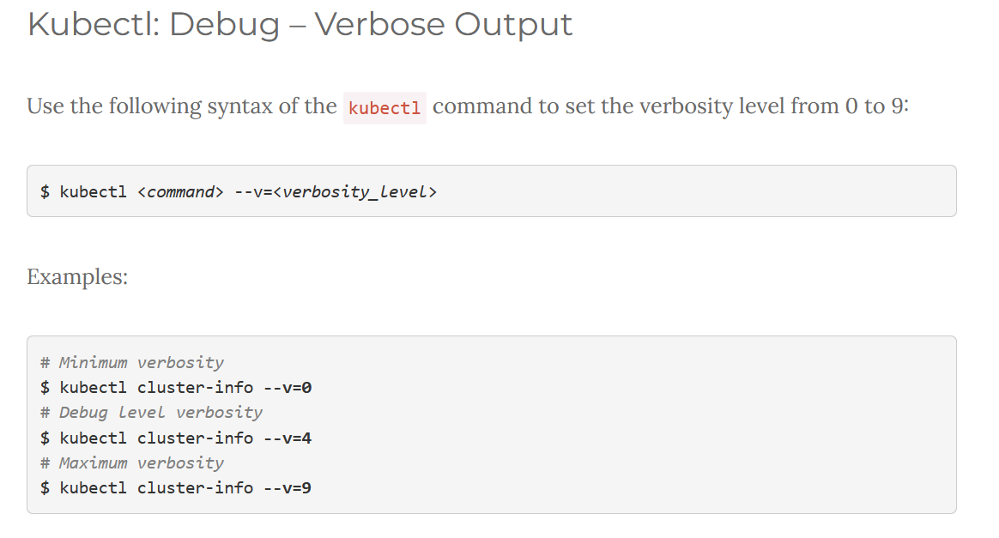 Kubectl: Debug – Verbose Output
Use the following syntax of the kubectl command to set the verbosity level from 0 to 9:
$ kubectl <command> --v=<verbosity_level>
Examples:
# Minimum verbosity
$ kubectl cluster-info --v=0
# Debug level verbosity
$ kubectl cluster-info --v=4
# Maximum verbosity
$ kubectl cluster-info --v=9